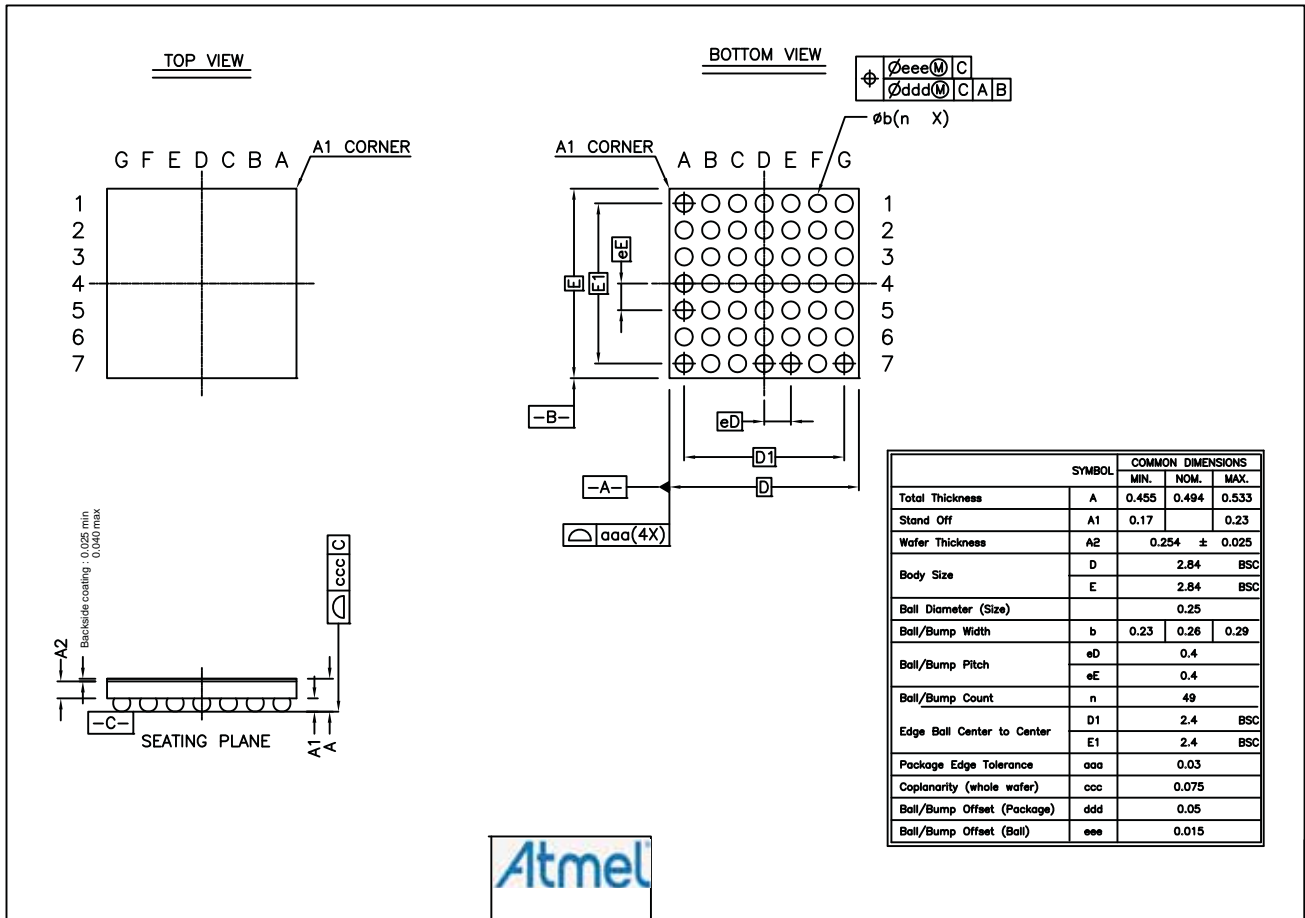 TOP VIEW
G F E D C B A
A1 CORNER
1
2
3
4
5
6
7
BOTTOM VIEW
Øeee Ⓜ C
Øddd Ⓜ C A B
øb(n X)
A1 CORNER
A B C D E F G
1
2
3
4
5
6
7
E
E1
eE
-B-
eD
D1
-A-
D
aaa(4X)
Backside coating : 0.025 min
0.040 max
A2
ccc C
-C-
SEATING PLANE
A1
A
SYMBOL COMMON DIMENSIONS
MIN. NOM. MAX.
Total Thickness A 0.455 0.494 0.533
Stand Off A1 0.17 0.23
Wafer Thickness A2 0.254 ± 0.025
Body Size D 2.84 BSC
E 2.84 BSC
Ball Diameter (Size) 0.25
Ball/Bump Width b 0.23 0.26 0.29
Ball/Bump Pitch eD 0.4
eE 0.4
Ball/Bump Count n 49
Edge Ball Center to Center D1 2.4 BSC
E1 2.4 BSC
Package Edge Tolerance aaa 0.03
Coplanarity (whole wafer) ccc 0.075
Ball/Bump Offset (Package) ddd 0.05
Ball/Bump Offset (Ball) eee 0.015
Atmel